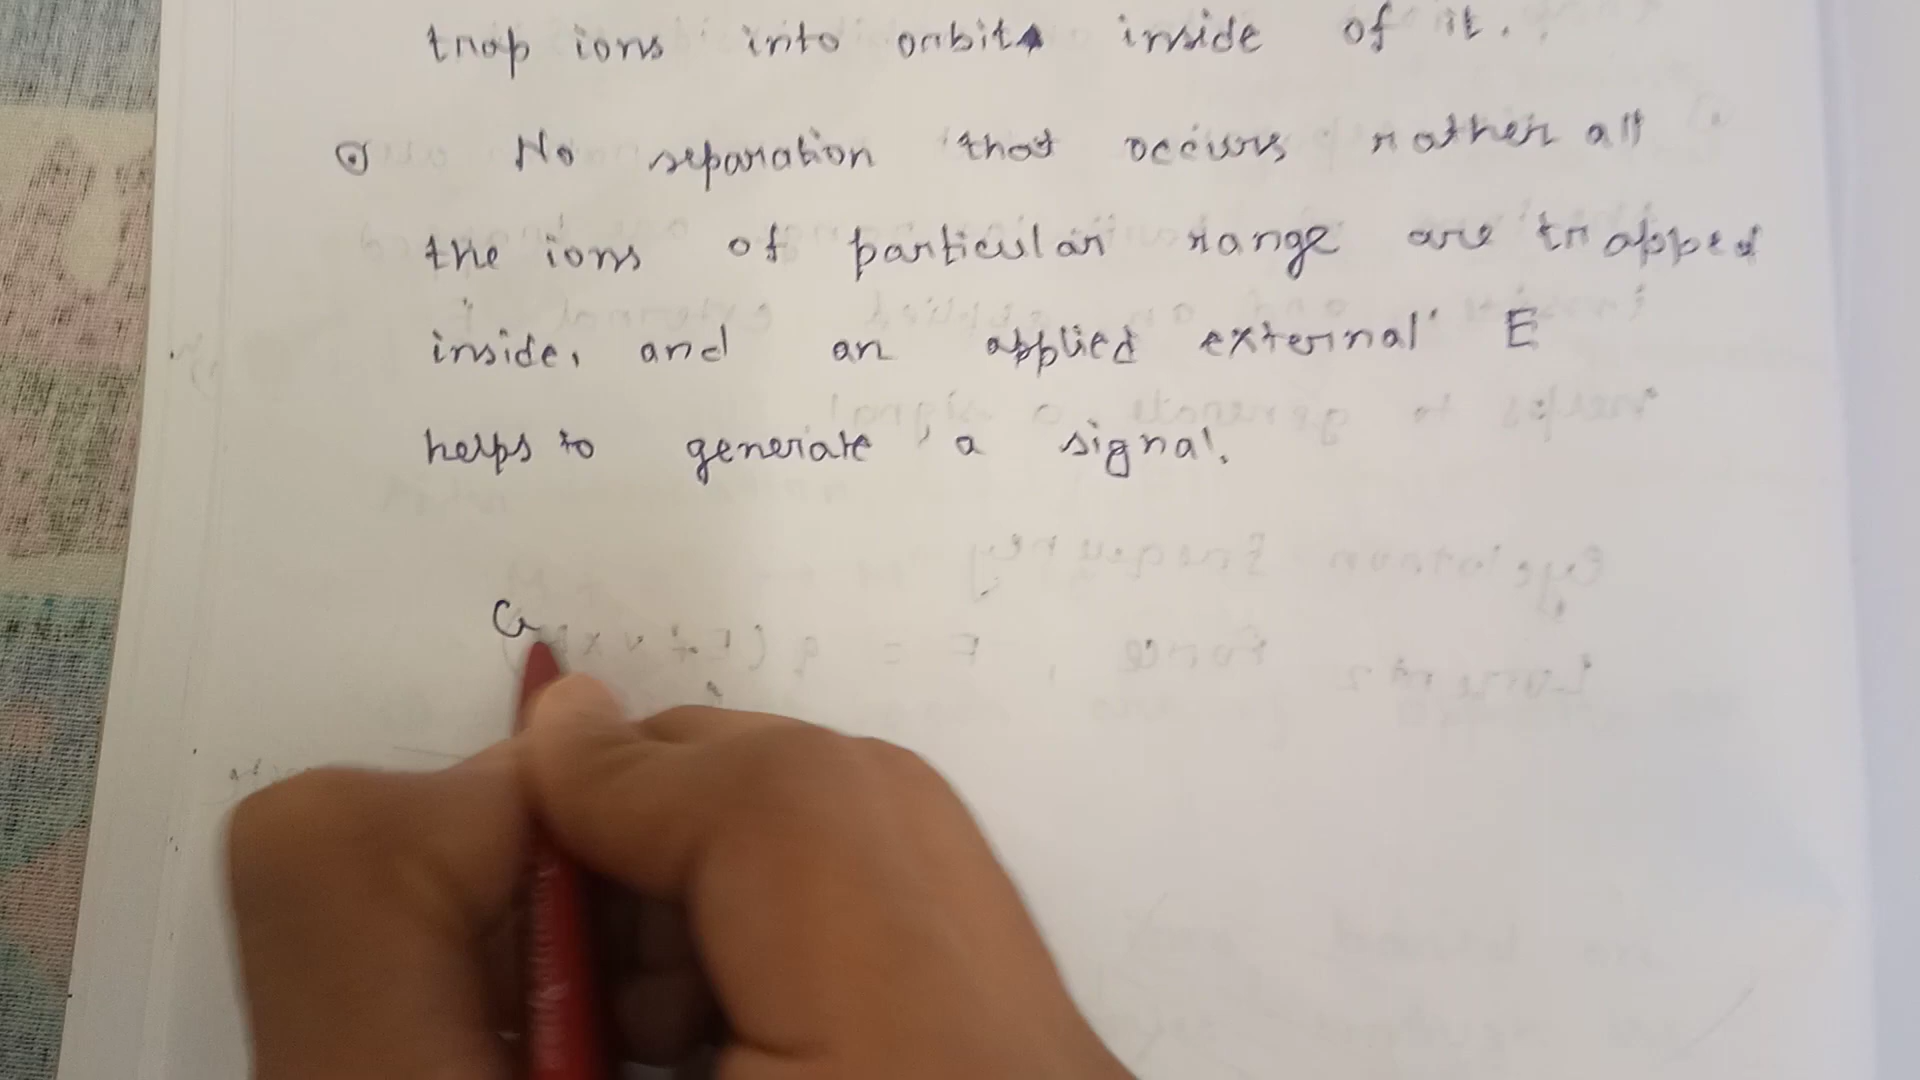 trap ions into orbits inside of it.
No separation that occurs rather all
the ions of particular range are trapped
inside, and an applied external E
helps to generate a signal.